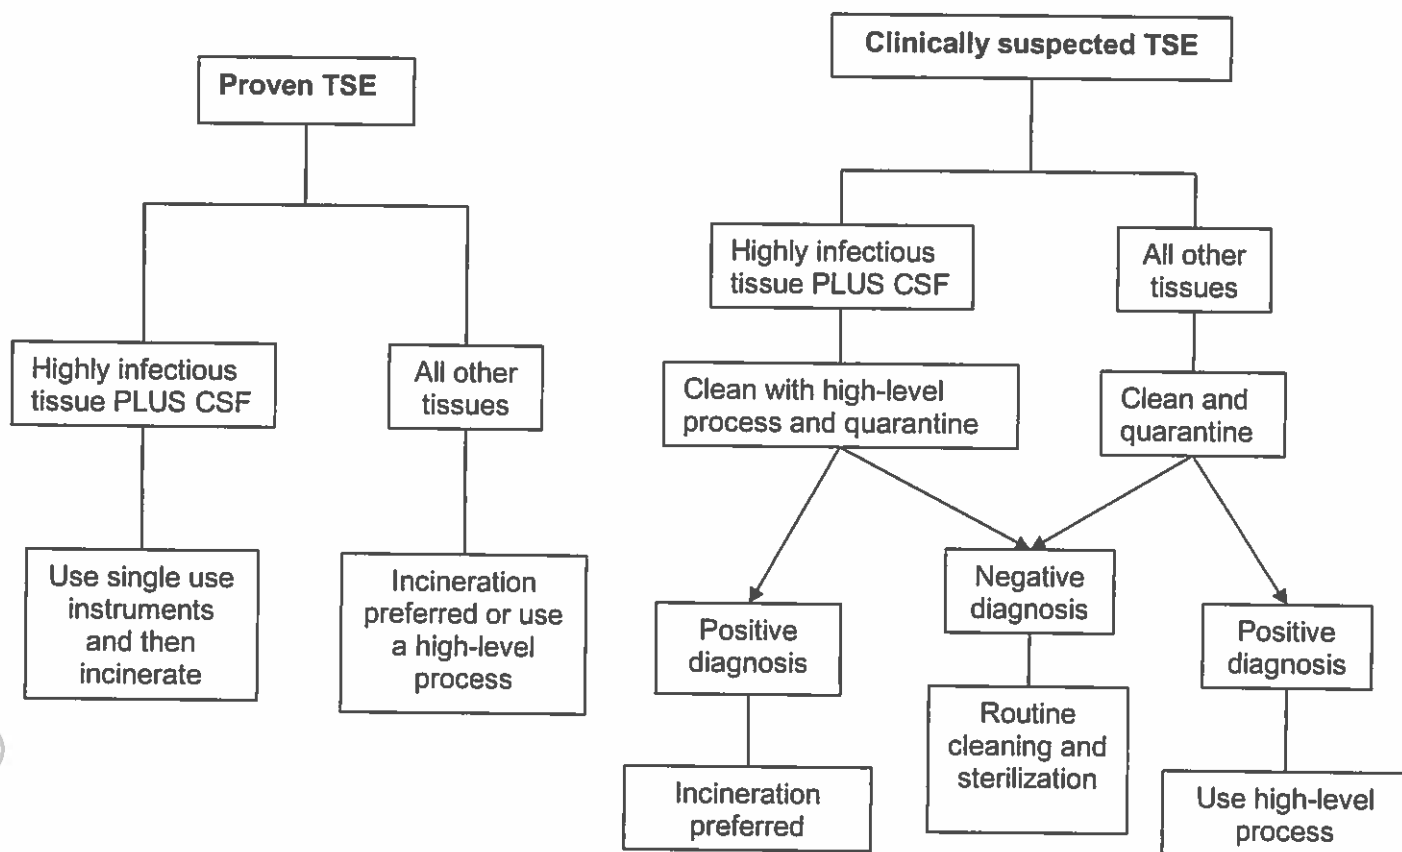 Proven TSE
Highly infectious
tissue PLUS CSF
All other
tissues
Use single use
instruments
and then
incinerate
Incineration
preferred or use
a high-level
process
Clinically suspected TSE
Highly infectious
tissue PLUS CSF
All other
tissues
Clean with high-level
process and quarantine
Clean and
quarantine
Positive
diagnosis
Negative
diagnosis
Positive
diagnosis
Incineration
preferred
Routine
cleaning and
sterilization
Use high-level
process